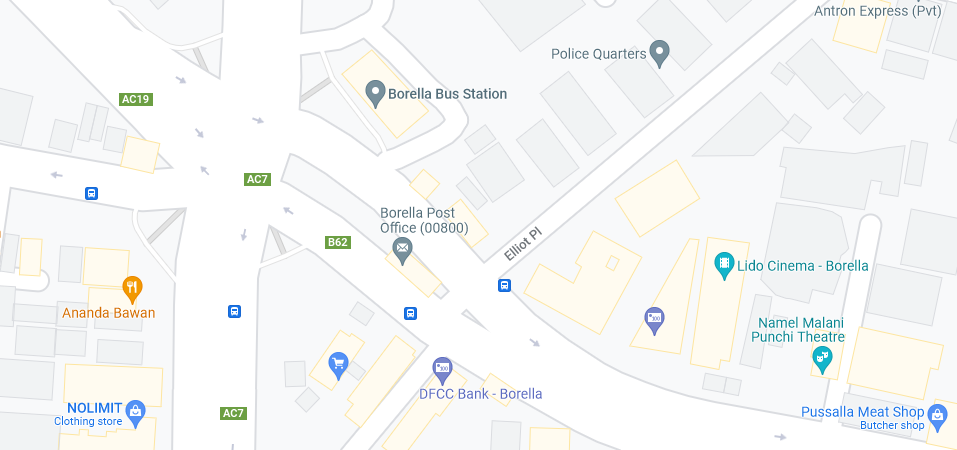 Antron Express (Pvt)
Police Quarters
Borella Bus Station
AC19
AC7
Borella Post
Office (00800)
B62
Elliot Pl
Lido Cinema - Borella
Ananda Bawan
Namel Malani
Punchi Theatre
DFCC Bank - Borella
NOLIMIT
Clothing store
AC7
Pussalla Meat Shop
Butcher shop